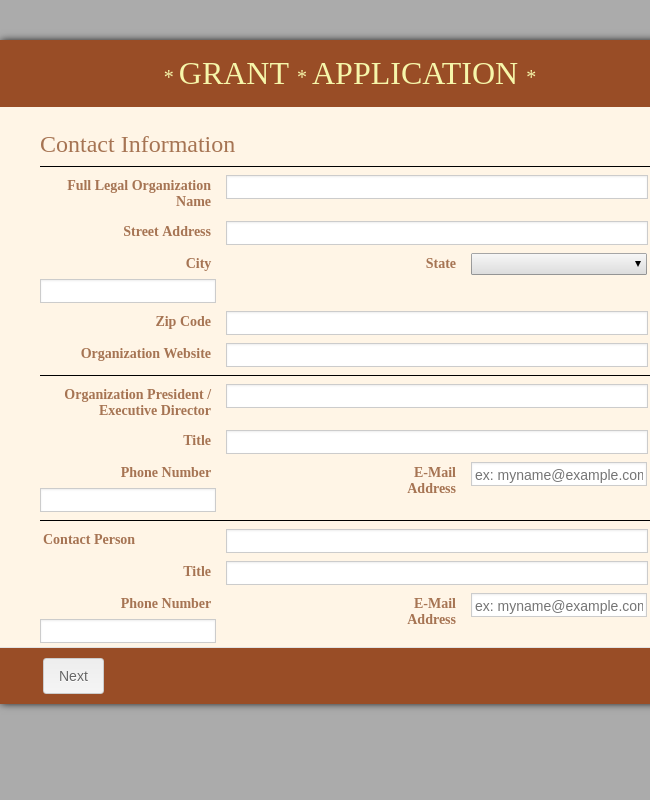 * GRANT * APPLICATION *
Contact Information
Full Legal Organization
Name
Street Address
City
State
Zip Code
Organization Website
Organization President /
Executive Director
Title
Phone Number
E-Mail
Address
ex: myname@example.com
Contact Person
Title
Phone Number
E-Mail
Address
ex: myname@example.com
Next